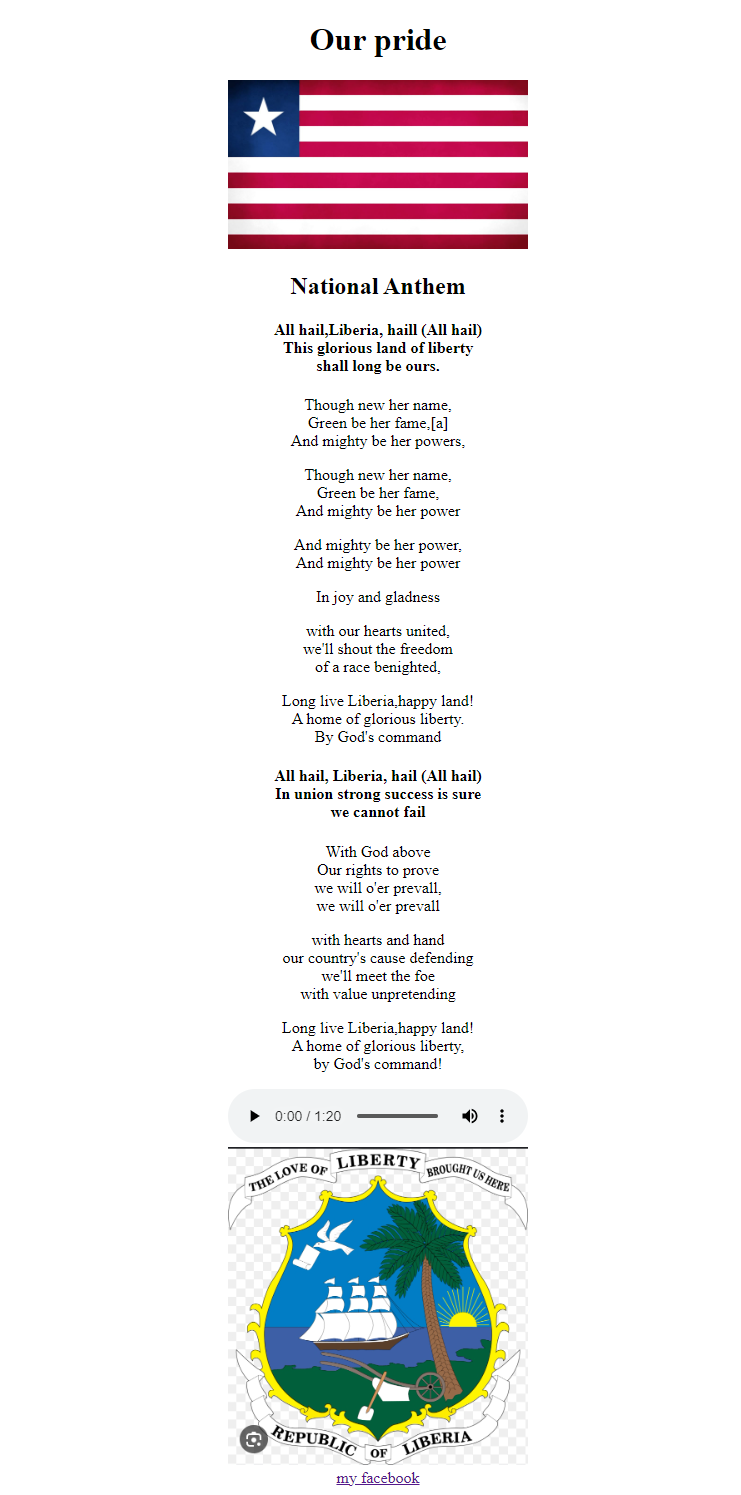 Our pride
National Anthem
All hail,Liberia, haill (All hail)
This glorious land of liberty
shall long be ours.
Though new her name,
Green be her fame,[a]
And mighty be her powers,
Though new her name,
Green be her fame,
And mighty be her power
And mighty be her power,
And mighty be her power
In joy and gladness
with our hearts united,
we'll shout the freedom
of a race benighted,
Long live Liberia,happy land!
A home of glorious liberty.
By God's command
All hail, Liberia, hail (All hail)
In union strong success is sure
we cannot fail
With God above
Our rights to prove
we will o'er prevall,
we will o'er prevall
with hearts and hand
our country's cause defending
we'll meet the foe
with value unpretending
Long live Liberia,happy land!
A home of glorious liberty,
by God's command!
0:00 / 1:20
THE LOVE OF LIBERTY BROUGHT US HERE
REPUBLIC OF LIBERIA
my facebook